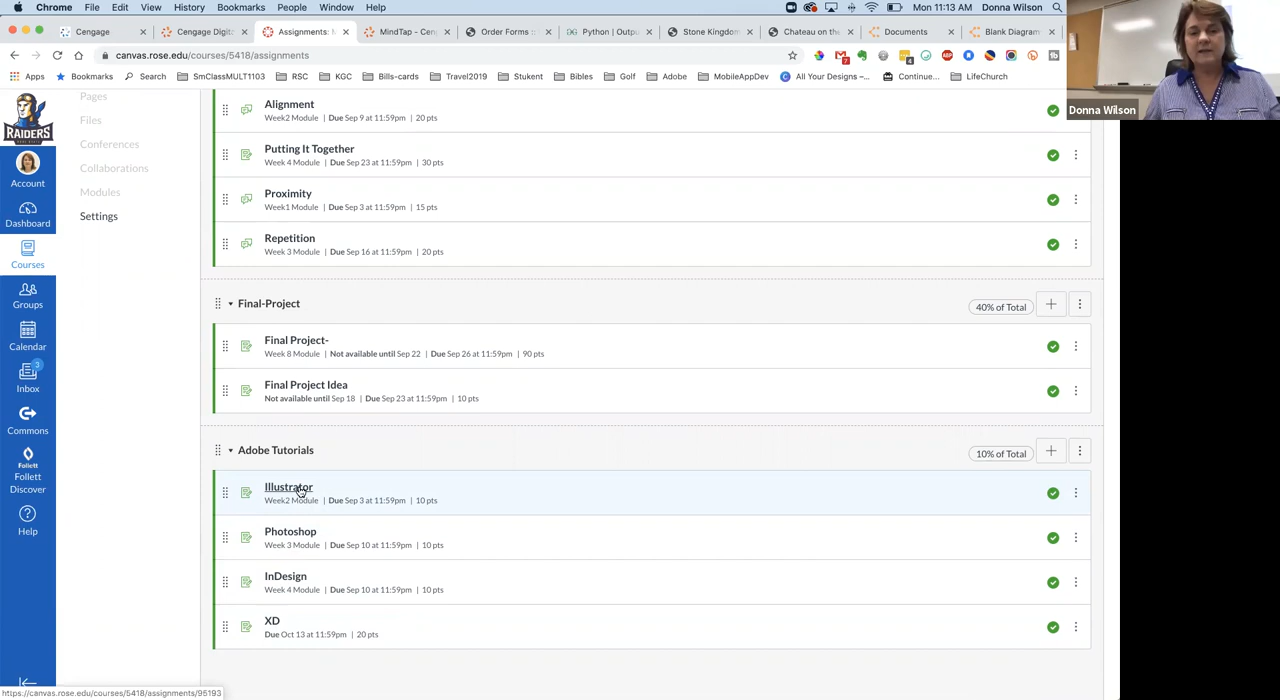 Chrome File Edit View History Bookmarks People Window Help Mon 11:13 AM Donna Wilson
Cengage Cengage Digit Assignments: M MindTap - Cen Order Forms :: Python | Outpu Stone Kingdom Chateau on the Documents Blank Diagram
canvas.rose.edu/courses/5418/assignments
Apps Bookmarks Search SmClassMULT1103 RSC KGC Bills-cards Travel2019 Stukent Bibles Golf Adobe MobileAppDev All Your Designs –... Continue... LifeChurch
Donna Wilson
RAIDERS
Account
Dashboard
Courses
Groups
Calendar
3
Inbox
Commons
Follett
Follett
Discover
Help
Pages
Files
Conferences
Collaborations
Modules
Settings
Alignment
Week2 Module | Due Sep 9 at 11:59pm | 20 pts
Putting It Together
Week 4 Module | Due Sep 23 at 11:59pm | 30 pts
Proximity
Week1 Module | Due Sep 3 at 11:59pm | 15 pts
Repetition
Week 3 Module | Due Sep 16 at 11:59pm | 20 pts
Final-Project 40% of Total
Final Project-
Week 8 Module | Not available until Sep 22 | Due Sep 26 at 11:59pm | 90 pts
Final Project Idea
Not available until Sep 18 | Due Sep 23 at 11:59pm | 10 pts
Adobe Tutorials 10% of Total
Illustrator
Week2 Module | Due Sep 3 at 11:59pm | 10 pts
Photoshop
Week 3 Module | Due Sep 10 at 11:59pm | 10 pts
InDesign
Week 4 Module | Due Sep 10 at 11:59pm | 10 pts
XD
Due Oct 13 at 11:59pm | 20 pts
https://canvas.rose.edu/courses/5418/assignments/95193